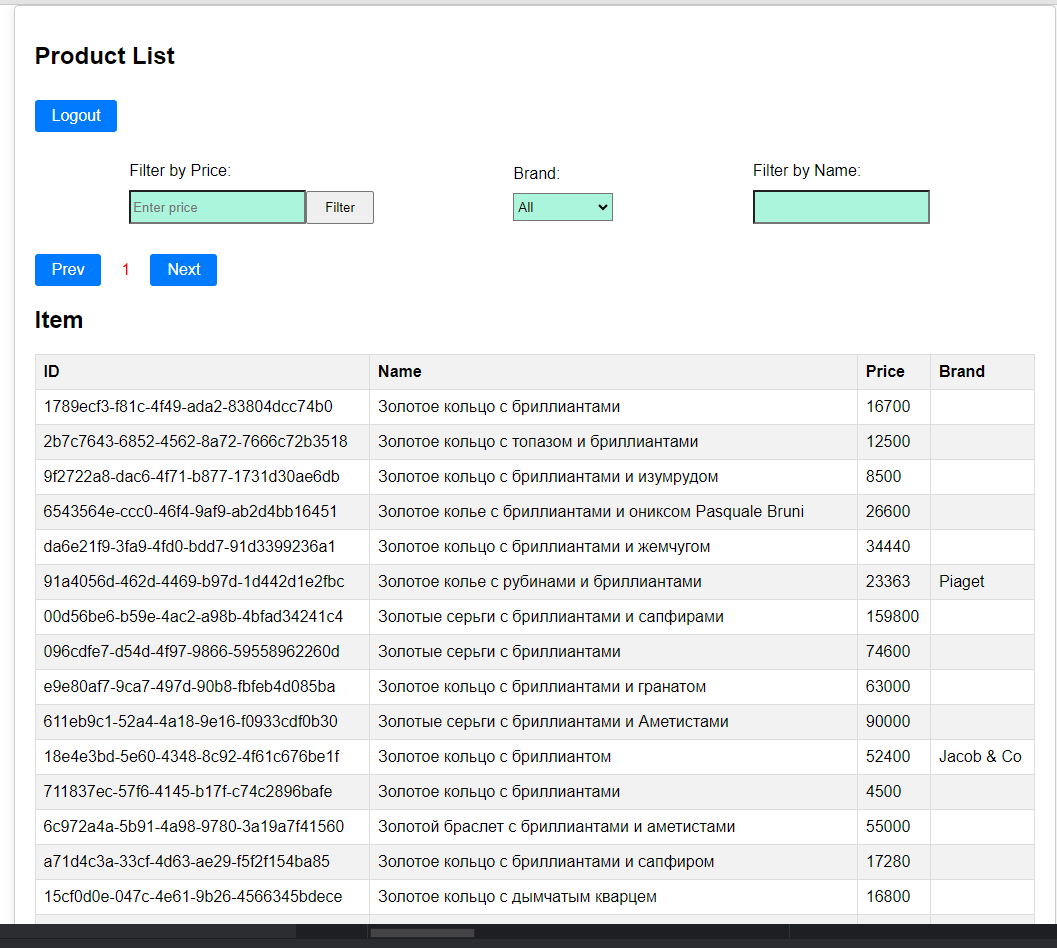 Product List
Logout
Filter by Price:
Brand:
Filter by Name:
Enter price
Filter
All
Prev
1
Next
Item
ID Name Price Brand
1789ecf3-f81c-4f49-ada2-83804dcc74b0 Золотое кольцо с бриллиантами 16700
2b7c7643-6852-4562-8a72-7666c72b3518 Золотое кольцо с топазом и бриллиантами 12500
9f2722a8-dac6-4f71-b877-1731d30ae6db Золотое кольцо с бриллиантами и изумрудом 8500
6543564e-ccc0-46f4-9af9-ab2d4bb16451 Золотое колье с бриллиантами и ониксом Pasquale Bruni 26600
da6e21f9-3fa9-4fd0-bdd7-91d3399236a1 Золотое кольцо с бриллиантами и жемчугом 34440
91a4056d-462d-4469-b97d-1d442d1e2fbc Золотое колье с рубинами и бриллиантами 23363 Piaget
00d56be6-b59e-4ac2-a98b-4bfad34241c4 Золотые серьги с бриллиантами и сапфирами 159800
096cdfe7-d54d-4f97-9866-59558962260d Золотые серьги с бриллиантами 74600
e9e80af7-9ca7-497d-90b8-fbfeb4d085ba Золотое кольцо с бриллиантами и гранатом 63000
611eb9c1-52a4-4a18-9e16-f0933cdf0b30 Золотые серьги с бриллиантами и Аметистами 90000
18e4e3bd-5e60-4348-8c92-4f61c676be1f Золотое кольцо с бриллиантом 52400 Jacob & Co
711837ec-57f6-4145-b17f-c74c2896bafe Золотое кольцо с бриллиантами 4500
6c972a4a-5b91-4a98-9780-3a19a7f41560 Золотой браслет с бриллиантами и аметистами 55000
a71d4c3a-33cf-4d63-ae29-f5f2f154ba85 Золотое кольцо с бриллиантами и сапфиром 17280
15cf0d0e-047c-4e61-9b26-4566345bdece Золотое кольцо с дымчатым кварцем 16800